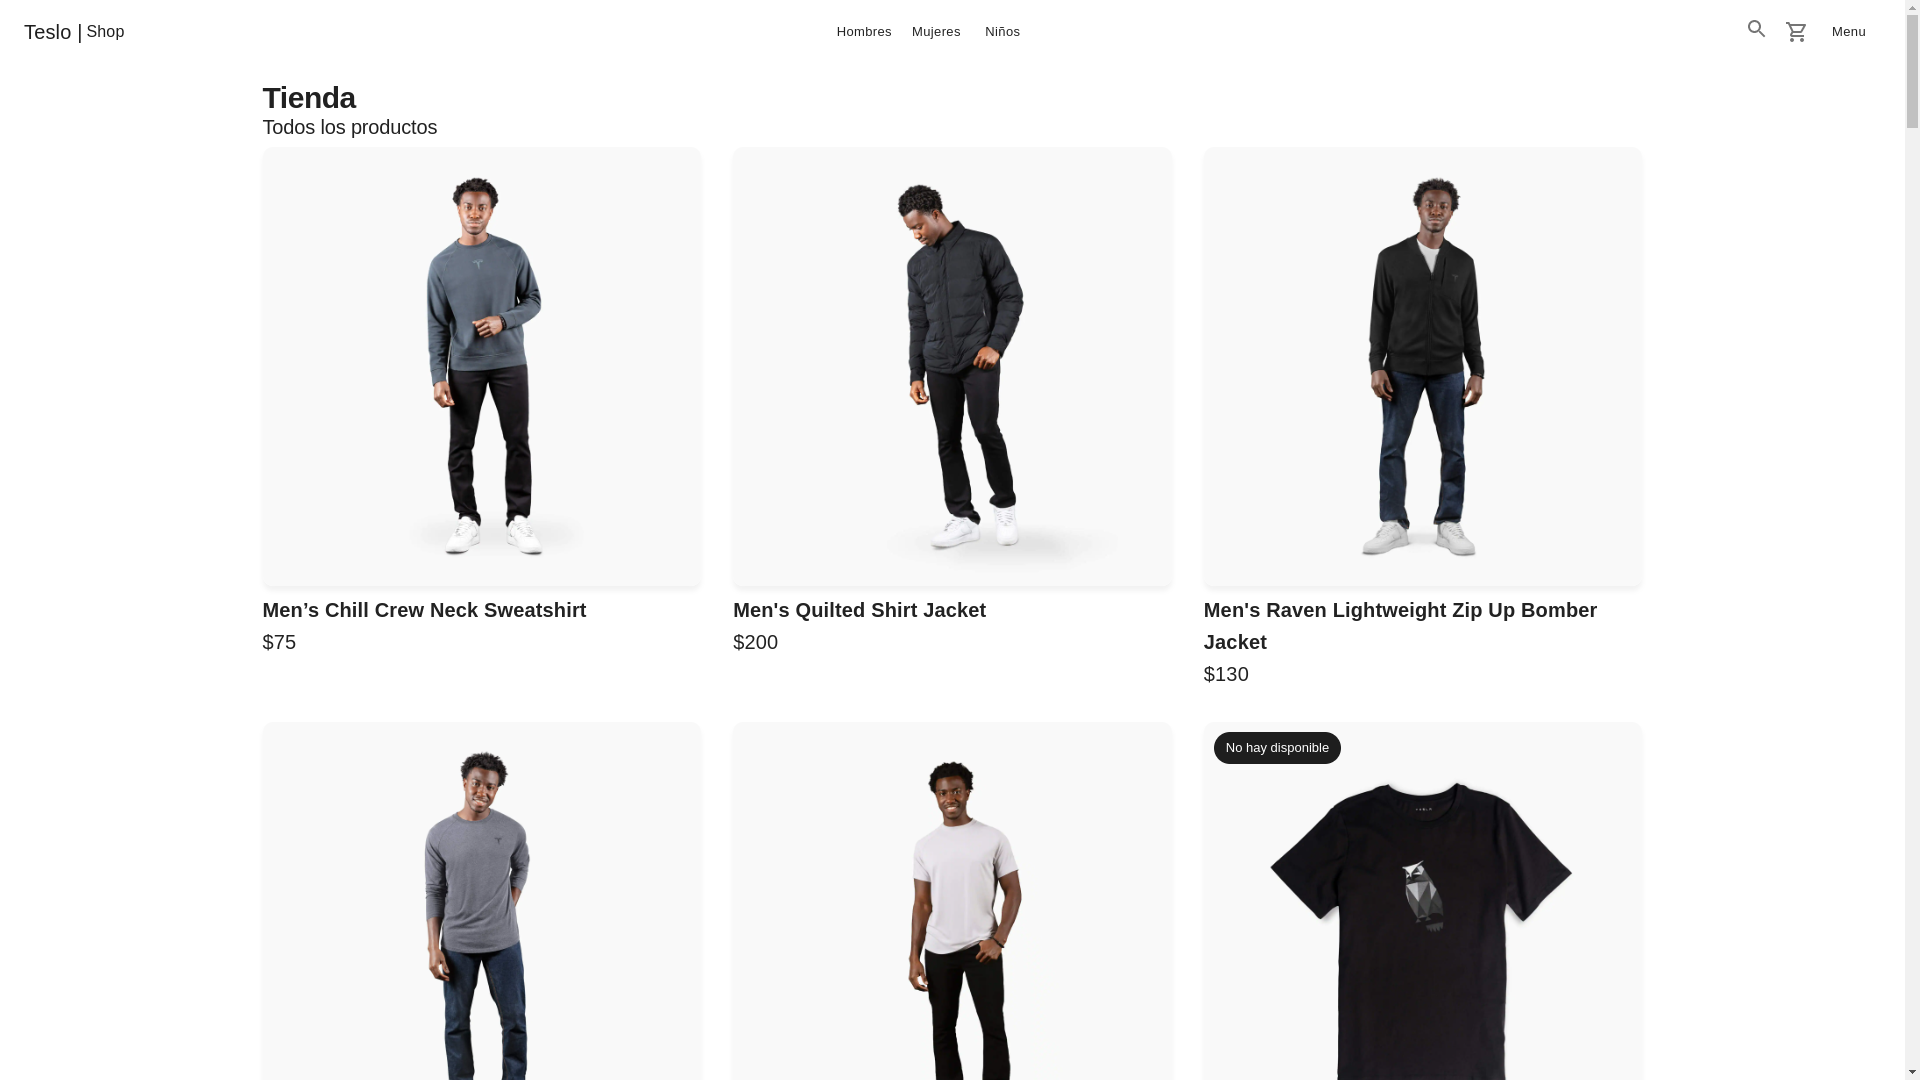 Teslo | Shop
Hombres Mujeres Niños
Menu
Tienda
Todos los productos
Men’s Chill Crew Neck Sweatshirt
$75
Men's Quilted Shirt Jacket
$200
Men's Raven Lightweight Zip Up Bomber
Jacket
$130
No hay disponible